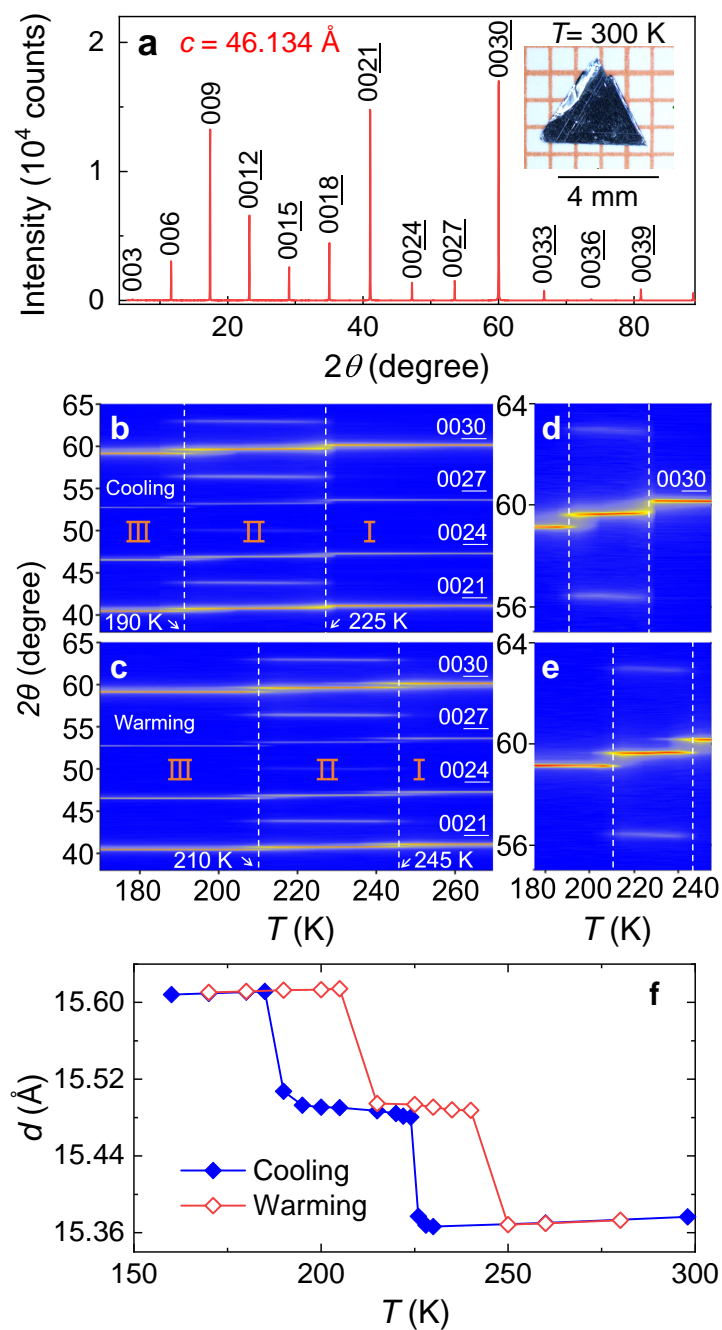 a
c = 46.134 Å
T= 300 K
Intensity (10⁴ counts)
2
1
0
003
006
009
0012
0015
0018
0021
0024
0027
0030
0033
0036
0039
4 mm
20 40 60 80
2θ (degree)
b
65
60
55
50
45
40
0030
0027
0024
0021
Cooling
III II I
190 K 225 K
d
64
60
56
0030
c
65
60
55
50
45
40
0030
0027
0024
0021
Warming
III II I
210 K 245 K
2θ (degree)
180 200 220 240 260
T (K)
e
64
60
56
180 200 220 240
T (K)
f
15.60
15.52
15.44
15.36
d (Å)
Cooling
Warming
150 200 250 300
T (K)